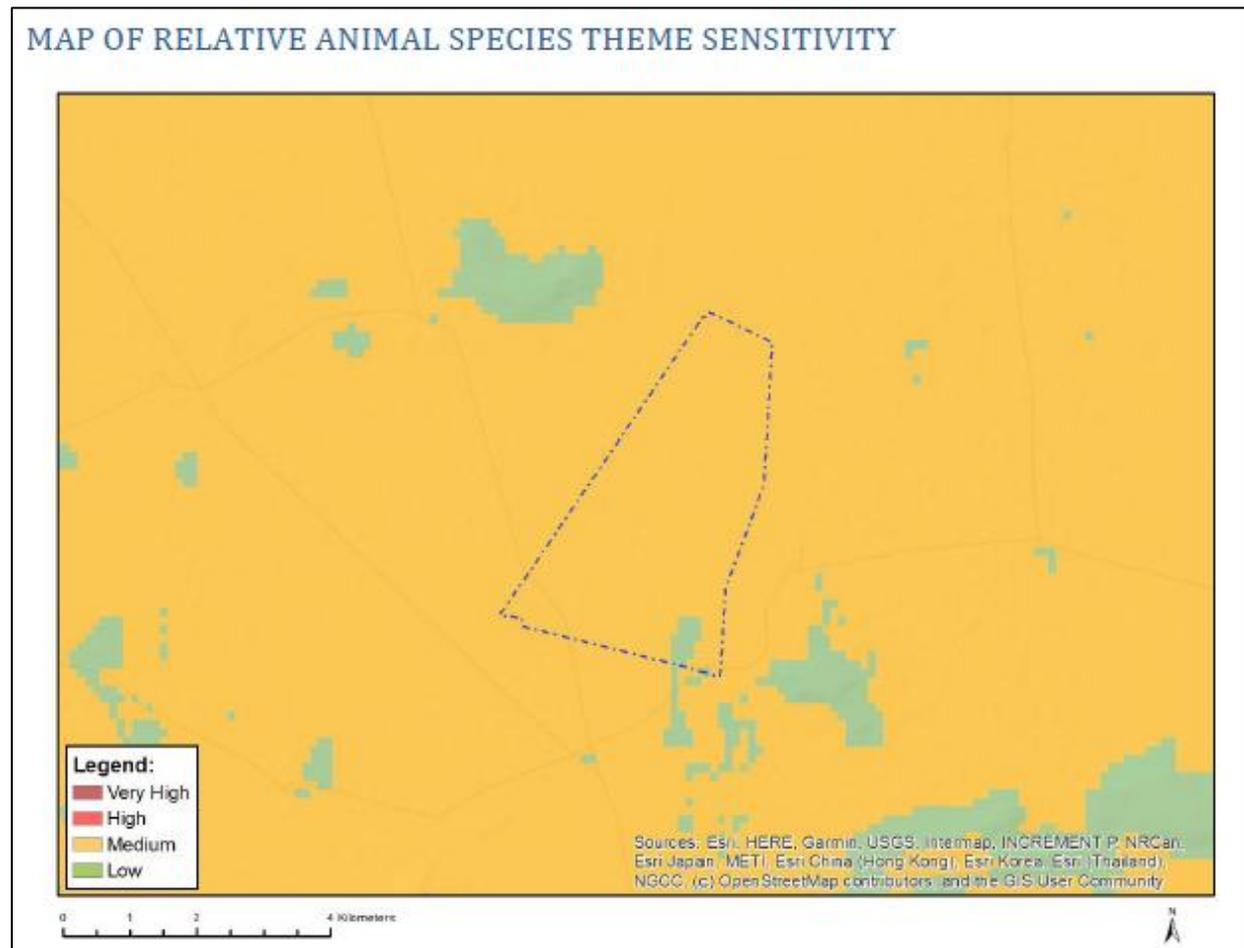 MAP OF RELATIVE ANIMAL SPECIES THEME SENSITIVITY
Legend:
Very High
High
Medium
Low
Sources: Esri, HERE, Garmin, USGS, Intermap, INCREMENT P, NRCan,
Esri Japan, METI, Esri China (Hong Kong), Esri Korea, Esri (Thailand),
NGCC, (c) OpenStreetMap contributors, and the GIS User Community
0 1 2 4 Kilometers
N